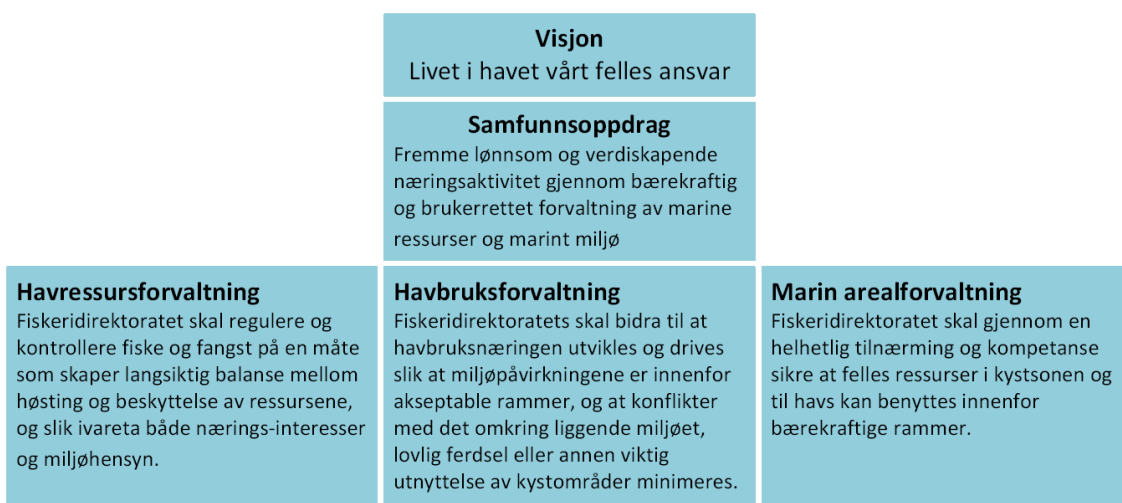 Visjon
Livet i havet vårt felles ansvar
Samfunnsoppdrag
Fremme lønnsom og verdiskapende
næringsaktivitet gjennom bærekraftig
og brukerrettet forvaltning av marine
ressurser og marint miljø
Havressursforvaltning
Fiskeridirektoratet skal regulere og
kontrollere fiske og fangst på en måte
som skaper langsiktig balanse mellom
høsting og beskyttelse av ressursene,
og slik ivareta både nærings-interesser
og miljøhensyn.
Havbruksforvaltning
Fiskeridirektoratets skal bidra til at
havbruksnæringen utvikles og drives
slik at miljøpåvirkningene er innenfor
akseptable rammer, og at konflikter
med det omkring liggende miljøet,
lovlig ferdsel eller annen viktig
utnyttelse av kystområder minimeres.
Marin arealforvaltning
Fiskeridirektoratet skal gjennom en
helhetlig tilnærming og kompetanse
sikre at felles ressurser i kystsonen og
til havs kan benyttes innenfor
bærekraftige rammer.